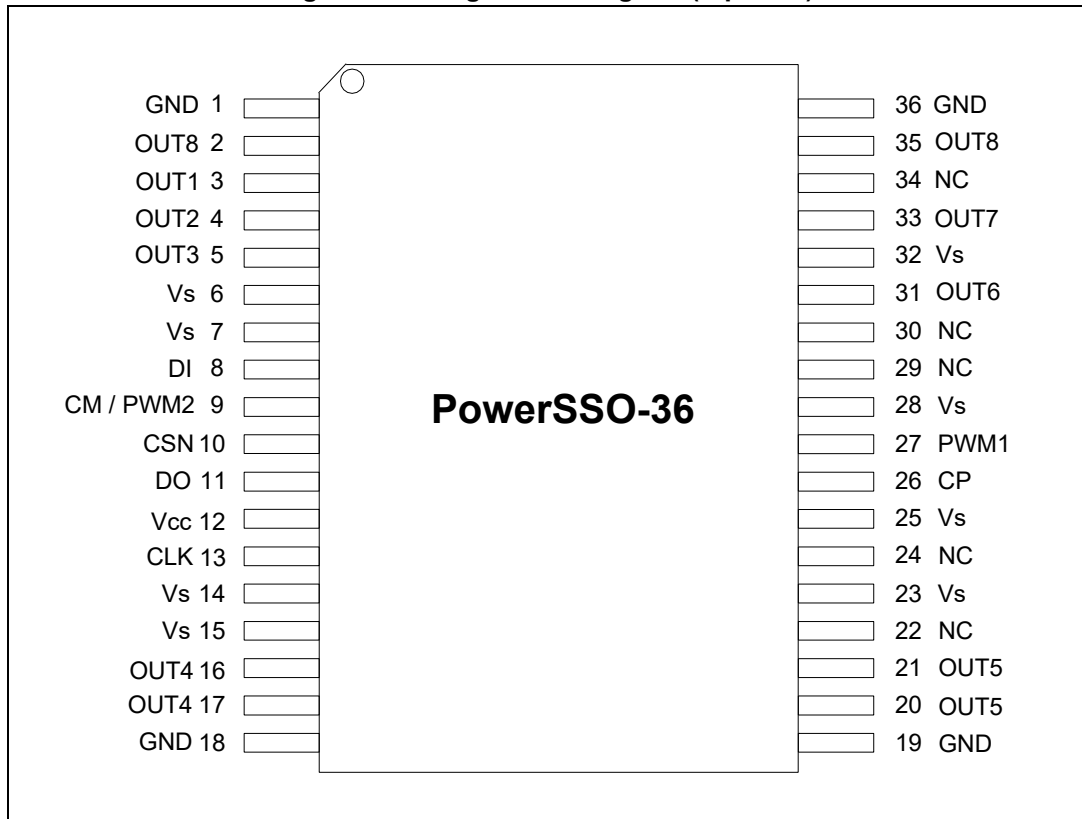 GND 1
OUT8 2
OUT1 3
OUT2 4
OUT3 5
Vs 6
Vs 7
DI 8
CM / PWM2 9
CSN 10
DO 11
Vcc 12
CLK 13
Vs 14
Vs 15
OUT4 16
OUT4 17
GND 18
PowerSSO-36
36 GND
35 OUT8
34 NC
33 OUT7
32 Vs
31 OUT6
30 NC
29 NC
28 Vs
27 PWM1
26 CP
25 Vs
24 NC
23 Vs
22 NC
21 OUT5
20 OUT5
19 GND